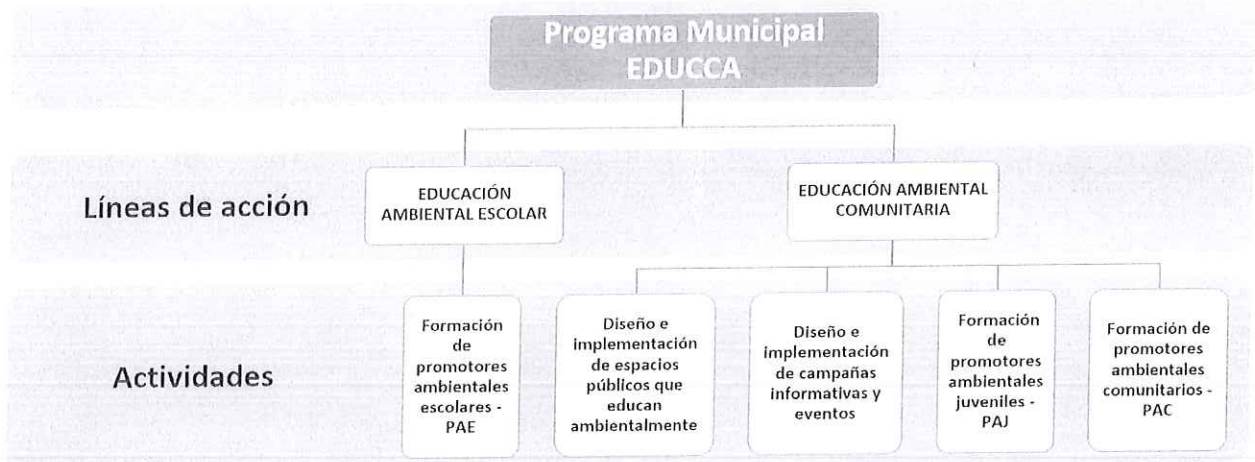 Programa Municipal
EDUCCA
Líneas de acción
EDUCACIÓN
AMBIENTAL ESCOLAR
EDUCACIÓN AMBIENTAL
COMUNITARIA
Actividades
Formación
de
promotores
ambientales
escolares -
PAE
Diseño e
implementación
de espacios
públicos que
educan
ambientalmente
Diseño e
implementación
de campañas
informativas y
eventos
Formación
de
promotores
ambientales
juveniles -
PAJ
Formación de
promotores
ambientales
comunitarios -
PAC